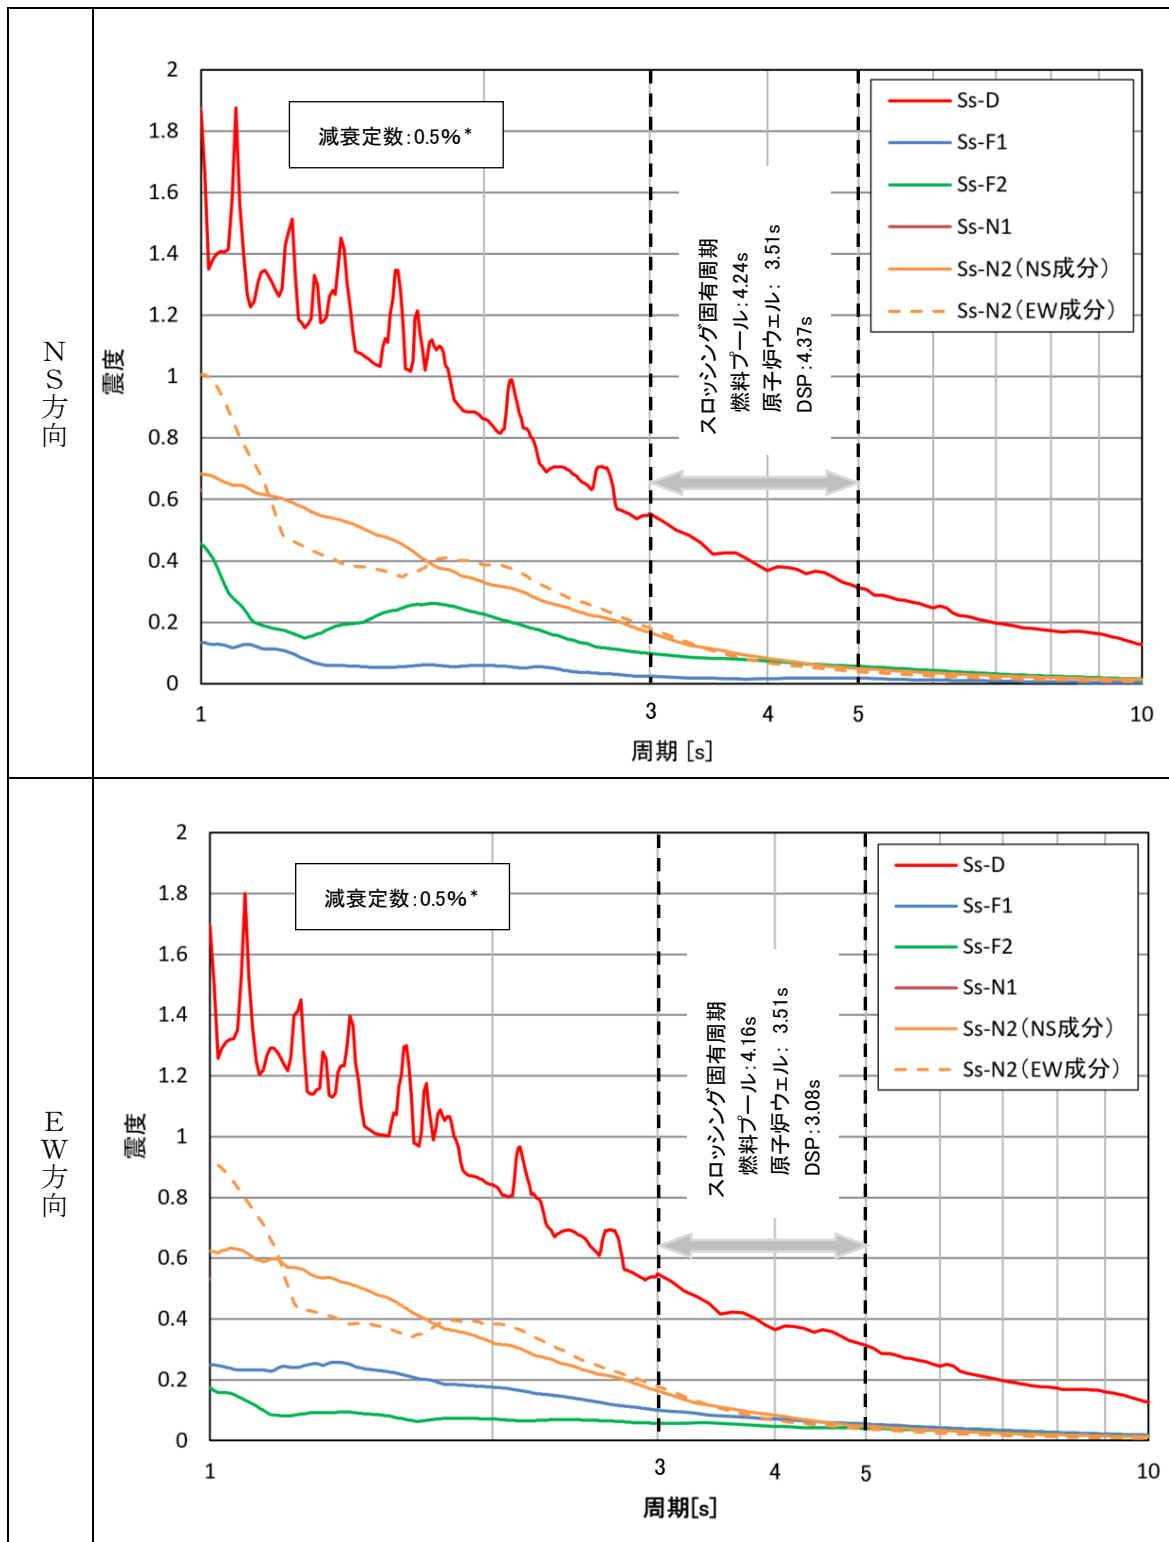 NS方向
震度
2
1.8
1.6
1.4
1.2
1
0.8
0.6
0.4
0.2
0
減衰定数:0.5%*
スロッシング固有周期
燃料プール:4.24s
原子炉ウェル: 3.51s
DSP:4.37s
Ss-D
Ss-F1
Ss-F2
Ss-N1
Ss-N2(NS成分)
Ss-N2(EW成分)
1
3
4
5
10
周期 [s]
EW方向
震度
2
1.8
1.6
1.4
1.2
1
0.8
0.6
0.4
0.2
0
減衰定数:0.5%*
スロッシング固有周期
燃料プール:4.16s
原子炉ウェル: 3.51s
DSP:3.08s
Ss-D
Ss-F1
Ss-F2
Ss-N1
Ss-N2(NS成分)
Ss-N2(EW成分)
1
3
4
5
10
周期[s]